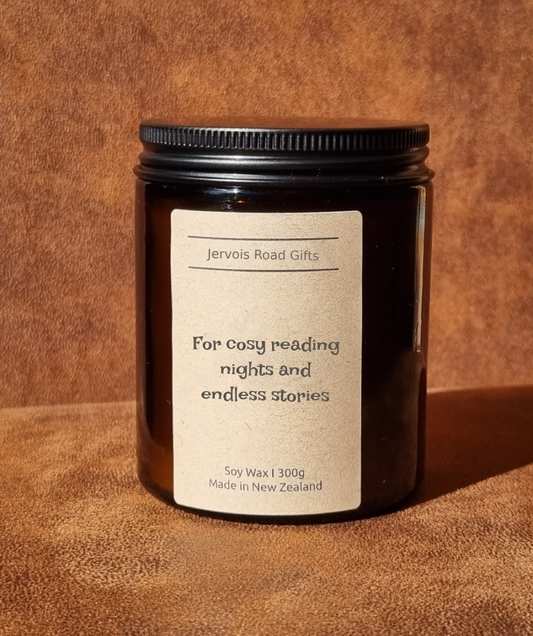 Jervois Road Gifts
For cosy reading
nights and
endless stories
Soy Wax I 300g
Made in New Zealand